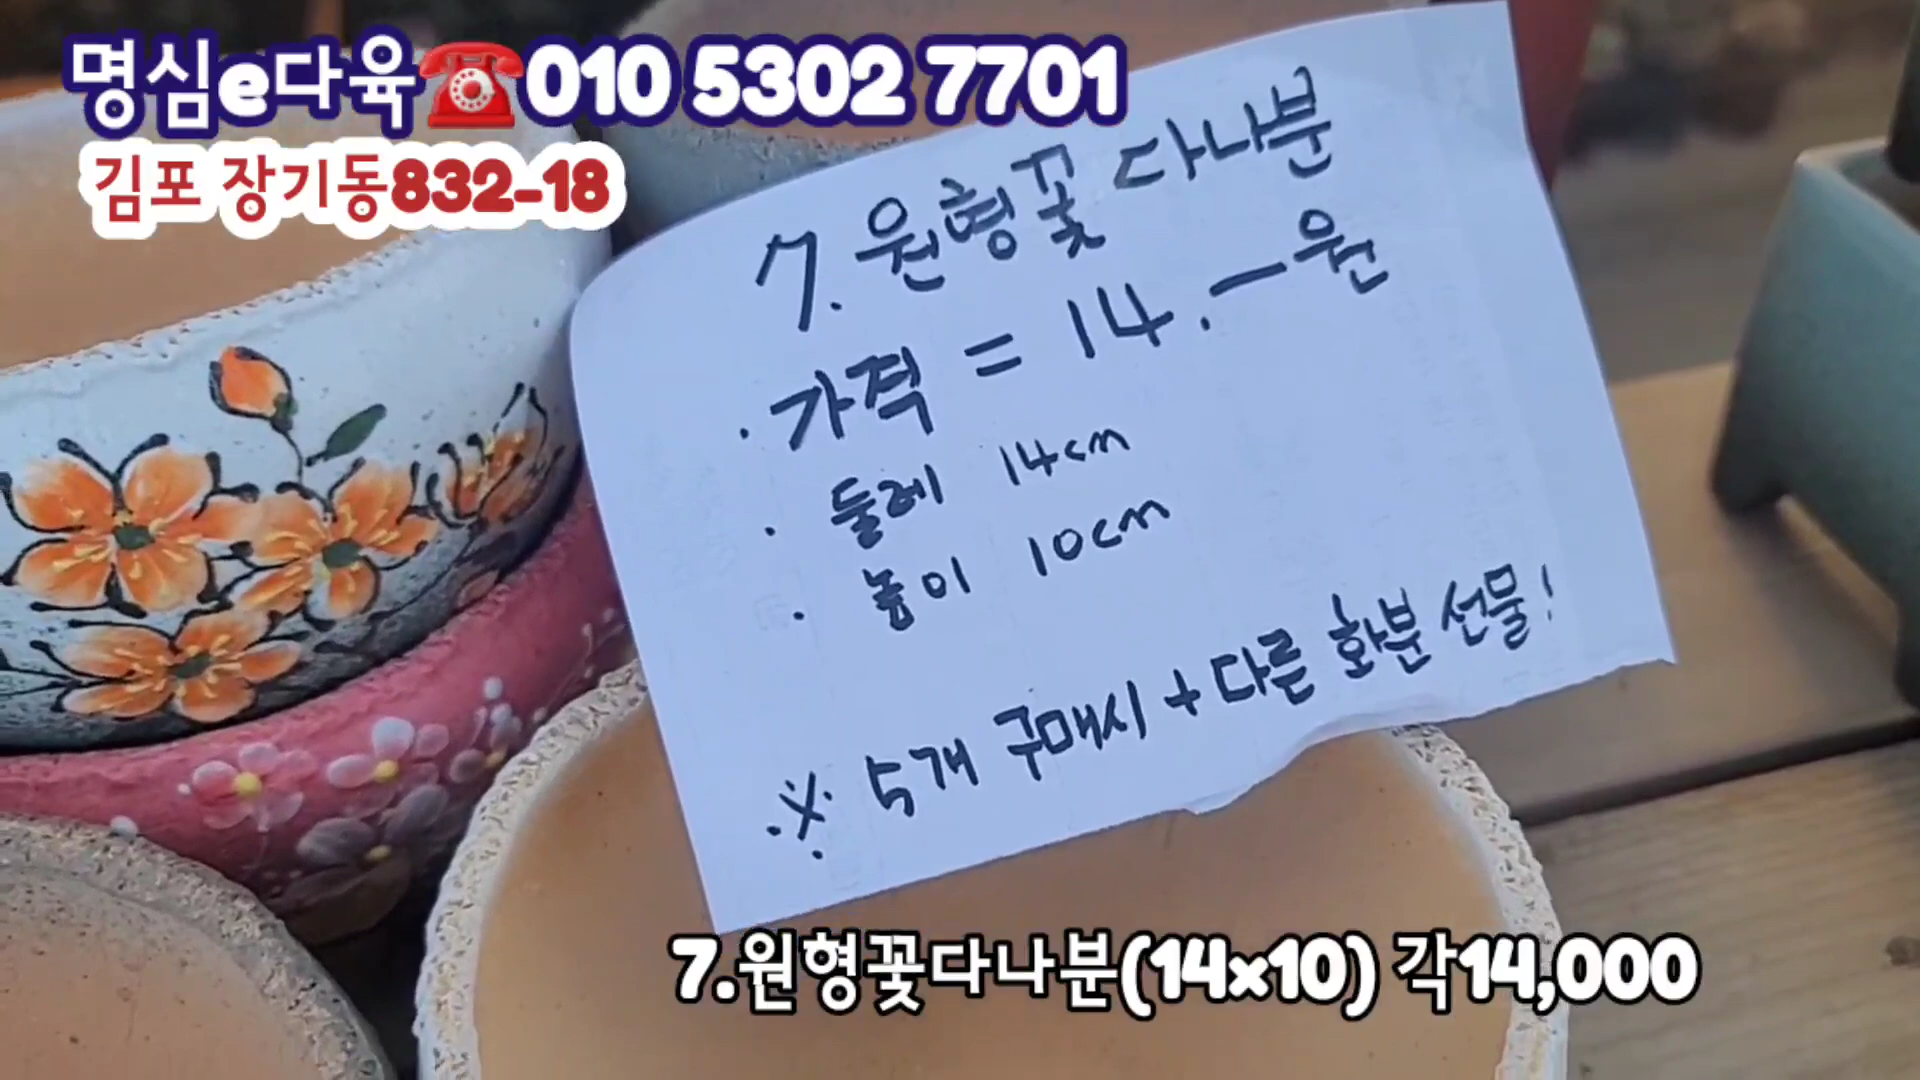 명심e다육☎010 5302 7701
김포 장기동832-18
7. 원형꽃 다나분
· 가격 = 14.一원
· 둘레 14cm
· 높이 10cm
※ 5개 구매시 + 다른 화분 선물!
7.원형꽃다나분(14×10) 각14,000